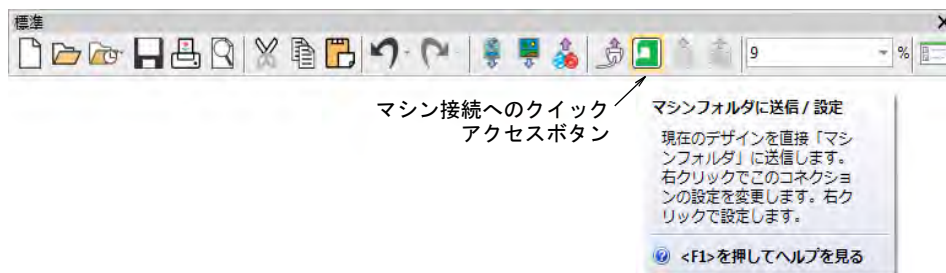 標準
9
%
マシン接続へのクイック
アクセスボタン
マシンフォルダに送信 / 設定
現在のデザインを直接「マシ
ンフォルダ」に送信します。
右クリックでこのコネクショ
ンの設定を変更します。右ク
リックで設定します。
<F1>を押してヘルプを見る